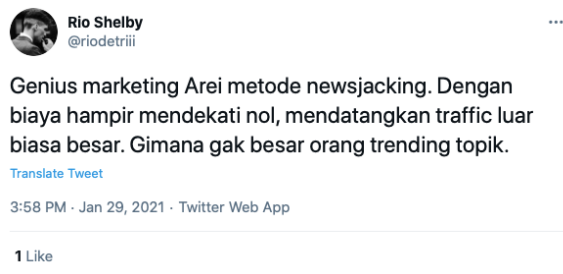 Rio Shelby
@riodetriii
Genius marketing Arei metode newsjacking. Dengan
biaya hampir mendekati nol, mendatangkan traffic luar
biasa besar. Gimana gak besar orang trending topik.
Translate Tweet
3:58 PM · Jan 29, 2021 · Twitter Web App
1 Like